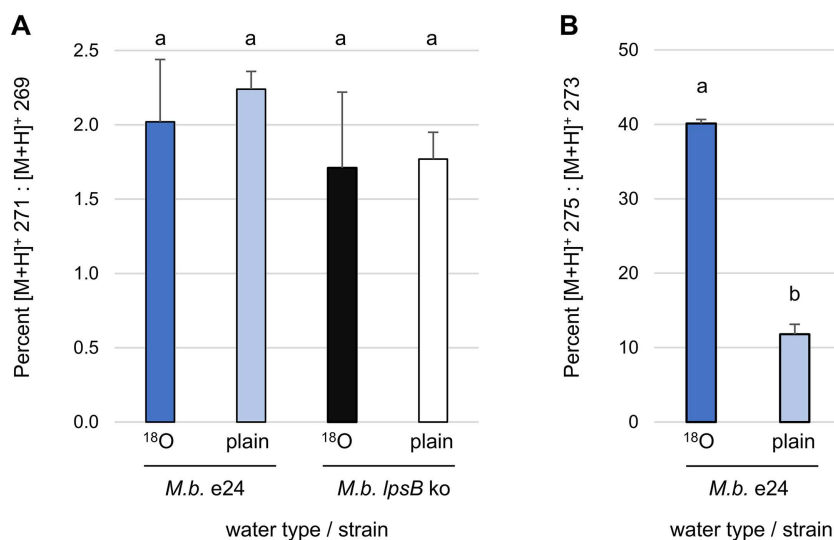 A
Percent [M+H]⁺ 271 : [M+H]⁺ 269
2.5
2.0
1.5
1.0
0.5
0.0
a a a a
¹⁸O plain ¹⁸O plain
M.b. e24 M.b. lpsB ko
water type / strain
B
Percent [M+H]⁺ 275 : [M+H]⁺ 273
50
40
30
20
10
0
a
b
¹⁸O plain
M.b. e24
water type / strain